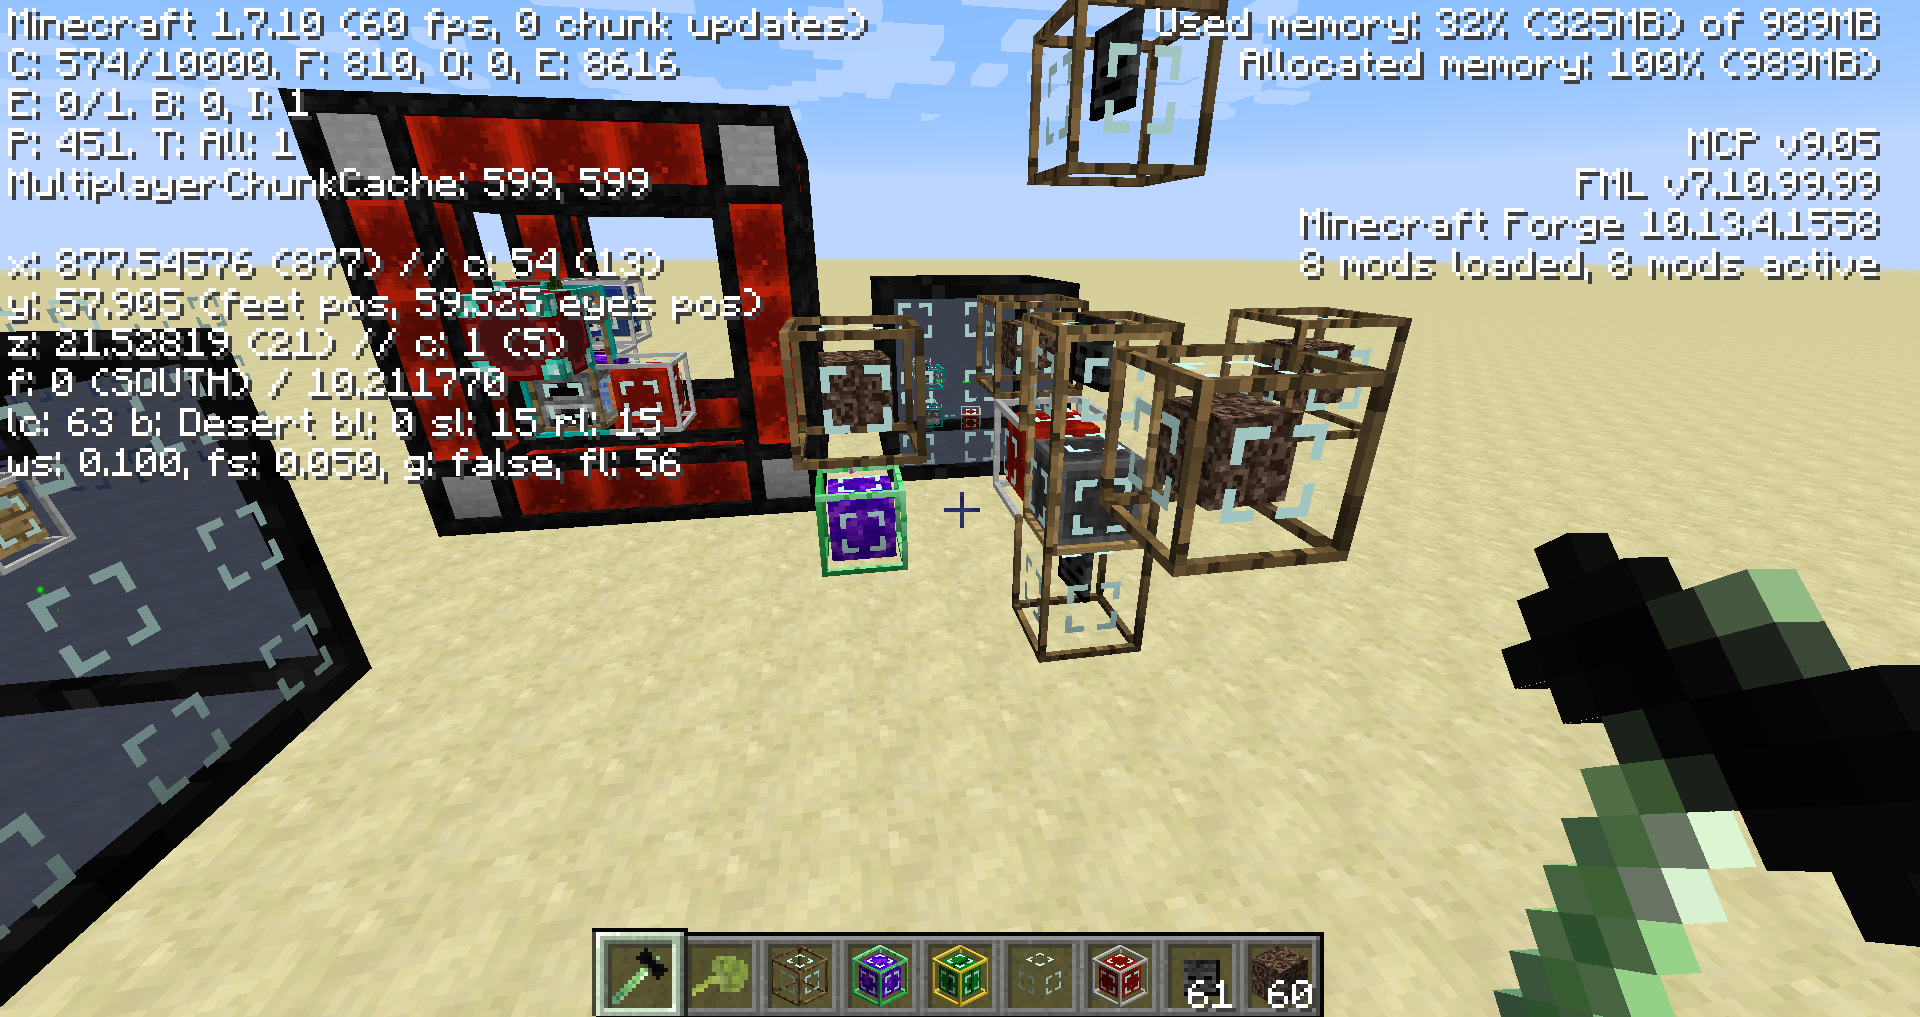 Minecraft 1.7.10 (60 fps, 0 chunk updates)
C: 574/10000. F: 810, O: 0, E: 8616
E: 0/1. B: 0, I: 1
P: 451. T: All: 1
MultiplayerChunkCache: 599, 599
x: 877.54576 (877) // c: 54 (13)
y: 57.905 (feet pos, 59.525 eyes pos)
z: 21.52819 (21) // c: 1 (5)
f: 0 (SOUTH) / 10.211770
lc: 63 b: Desert bl: 0 sl: 15 rl: 15
ws: 0.100, fs: 0.050, g: false, fl: 56
Used memory: 32% (325MB) of 989MB
Allocated memory: 100% (989MB)
MCP v9.05
FML v7.10.99.99
Minecraft Forge 10.13.4.1558
8 mods loaded, 8 mods active
61
60